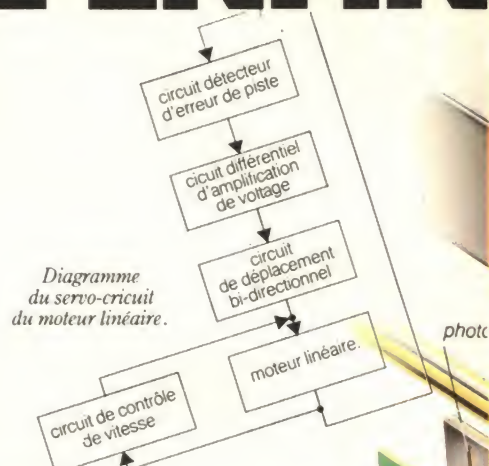 circuit détecteur
d'erreur de piste
cicuit différentiel
d'amplification
de voltage
circuit
de déplacement
bi-directionnel
Diagramme
du servo-cricuit
du moteur linéaire.
moteur linéaire.
circuit de contrôle
de vitesse